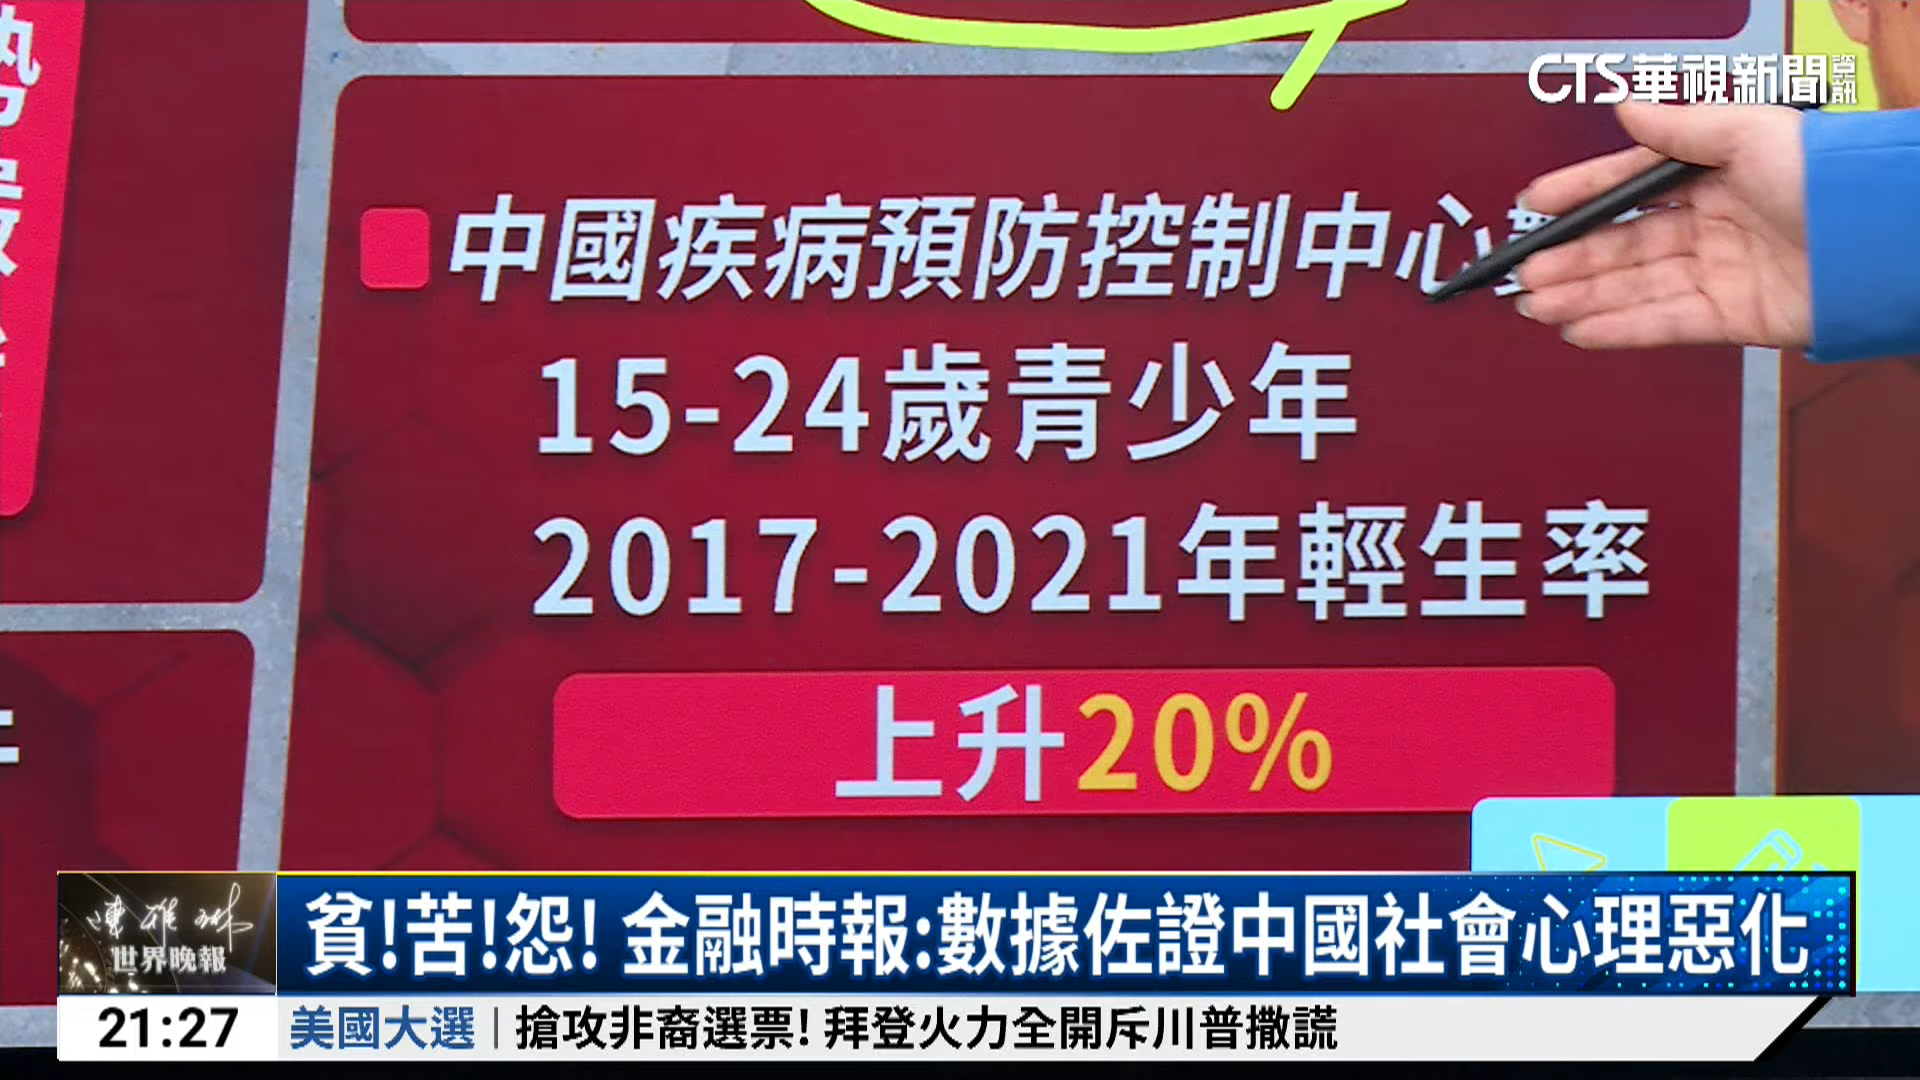 CTS華視新聞資訊
中國疾病預防控制中心
15-24歲青少年
2017-2021年輕生率
上升20%
陳雅琳
世界晚報
貧!苦!怨! 金融時報:數據佐證中國社會心理惡化
21:27
美國大選|搶攻非裔選票! 拜登火力全開斥川普撒謊